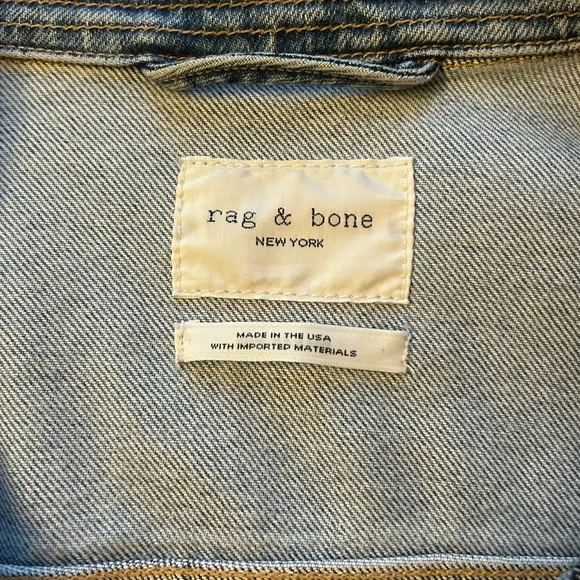 rag & bone
NEW YORK
MADE IN THE USA
WITH IMPORTED MATERIALS